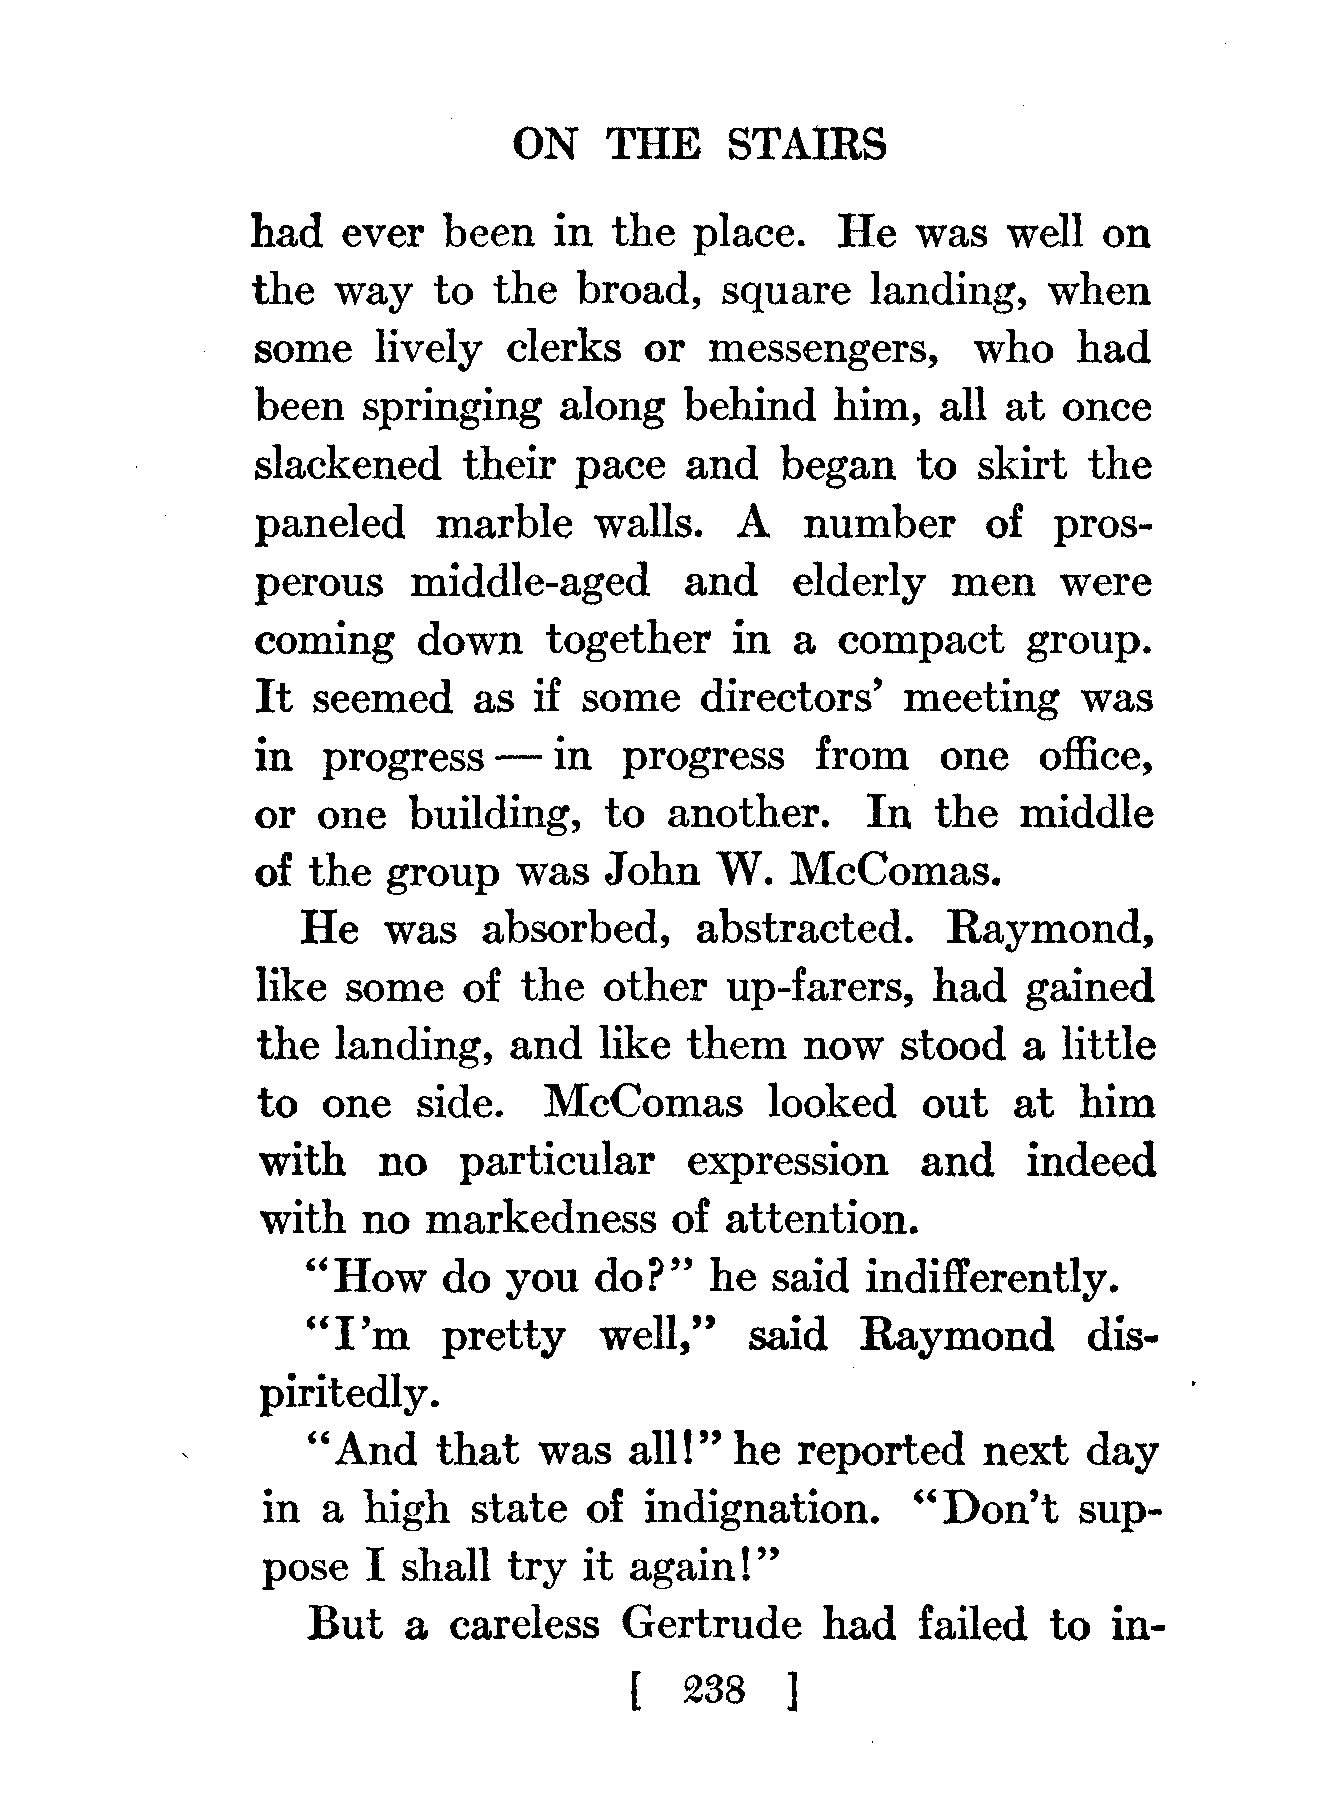 ON THE STAIRS
had ever been in the place. He was well on
the way to the broad, square landing, when
some lively clerks or messengers, who had
been springing along behind him, all at once
slackened their pace and began to skirt the
paneled marble walls. A number of pros-
perous middle-aged and elderly men were
coming down together in a compact group.
It seemed as if some directors' meeting was
in progress — in progress from one office,
or one building, to another. In the middle
of the group was John W. McComas.
He was absorbed, abstracted. Raymond,
like some of the other up-farers, had gained
the landing, and like them now stood a little
to one side. McComas looked out at him
with no particular expression and indeed
with no markedness of attention.
"How do you do?" he said indifferently.
"I'm pretty well," said Raymond dis-
piritedly.
"And that was all!" he reported next day
in a high state of indignation. "Don't sup-
pose I shall try it again!"
But a careless Gertrude had failed to in-
[ 238 ]